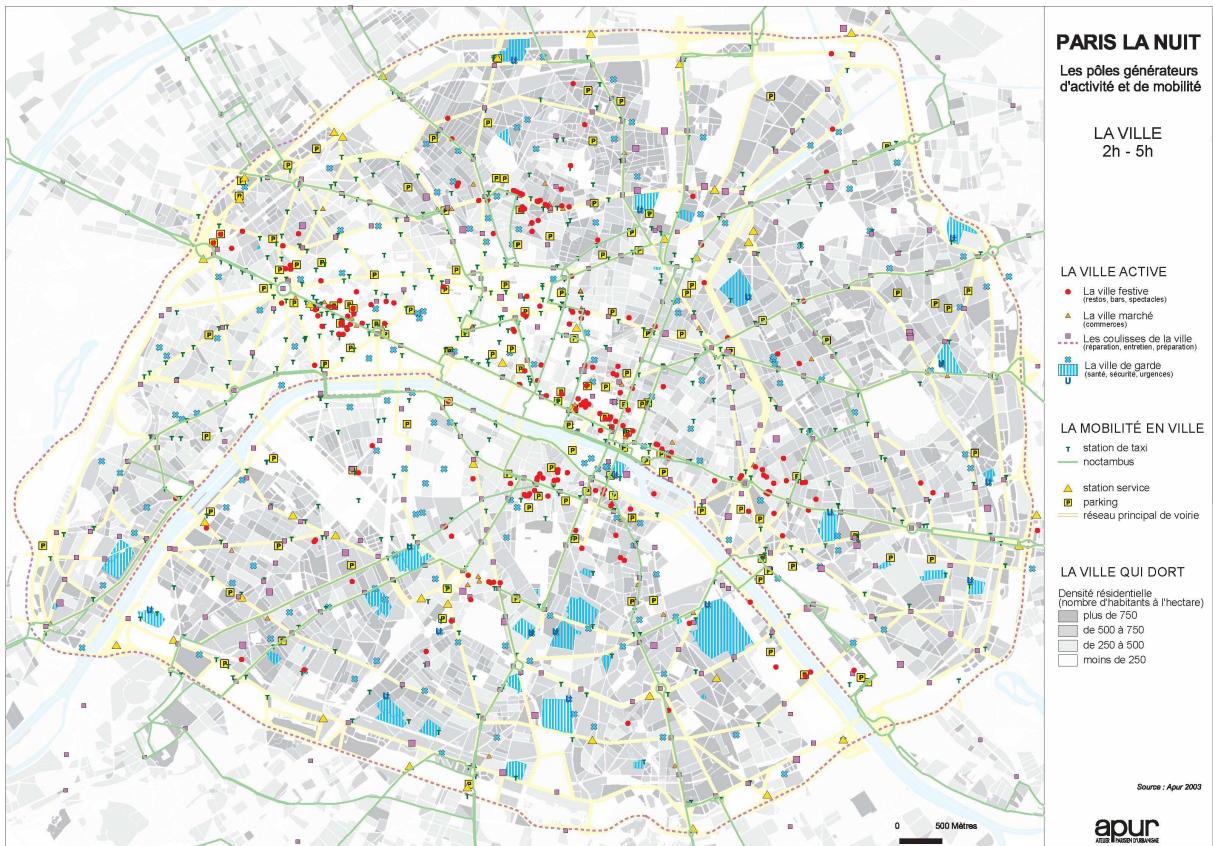 PARIS LA NUIT
Les pôles générateurs
d'activité et de mobilité
LA VILLE
2h - 5h
LA VILLE ACTIVE
La ville festive
(restos, bars, spectacles)
La ville marché
(commerces)
Les coulisses de la ville
(réparation, entretien, préparation)
La ville de garde
(santé, sécurité, urgences)
U
LA MOBILITÉ EN VILLE
T station de taxi
noctambus
station service
P parking
réseau principal de voirie
LA VILLE QUI DORT
Densité résidentielle
(nombre d'habitants à l'hectare)
plus de 750
de 500 à 750
de 250 à 500
moins de 250
Source : Apur 2003
0 500 Mètres
apur
ATELIER PARISIEN D'URBANISME